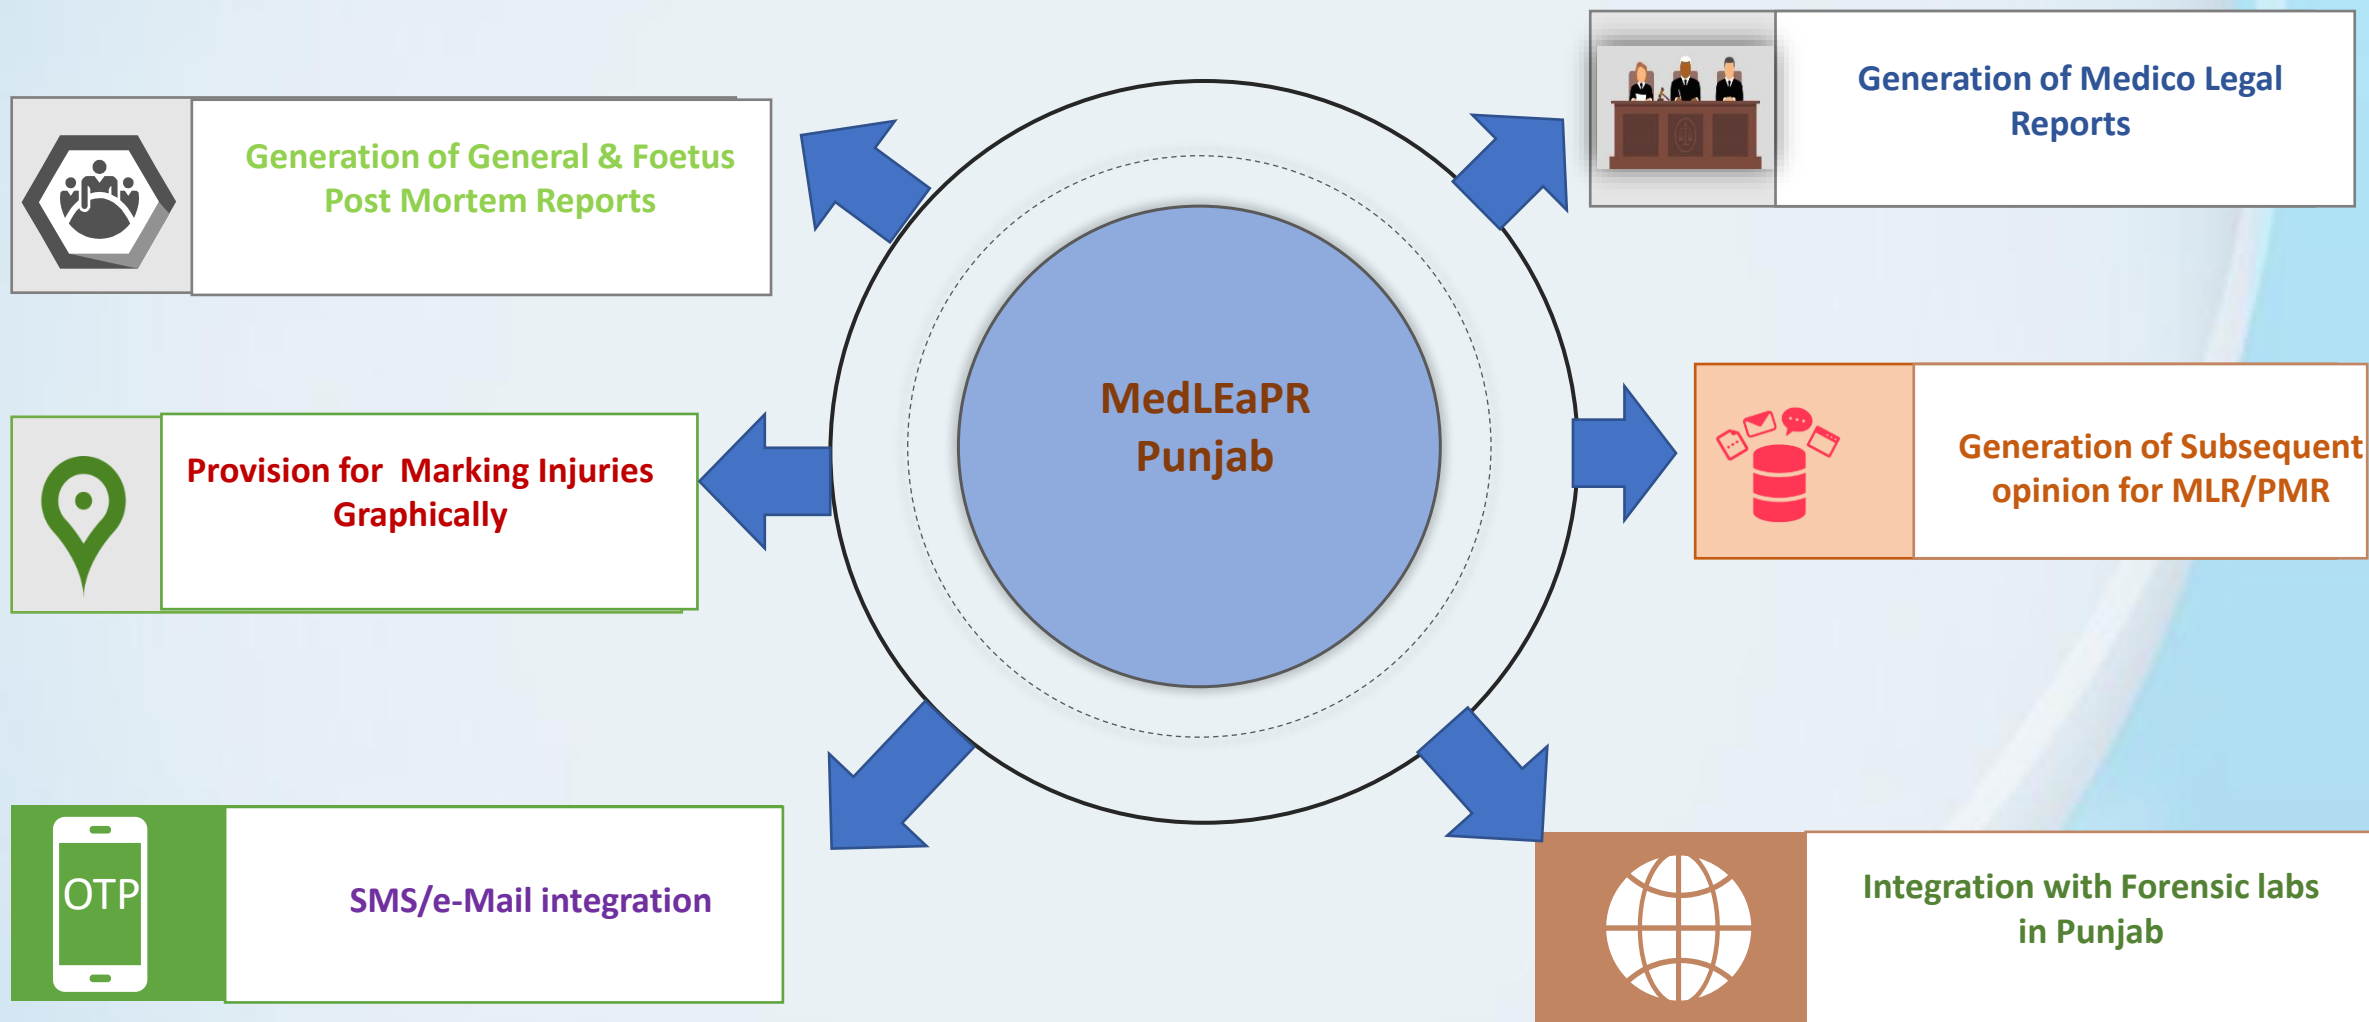 Generation of Medico Legal
Reports
Generation of General & Foetus
Post Mortem Reports
MedLEaPR
Punjab
Provision for  Marking Injuries
Graphically
Generation of Subsequent
opinion for MLR/PMR
OTP
SMS/e-Mail integration
Integration with Forensic labs
in Punjab